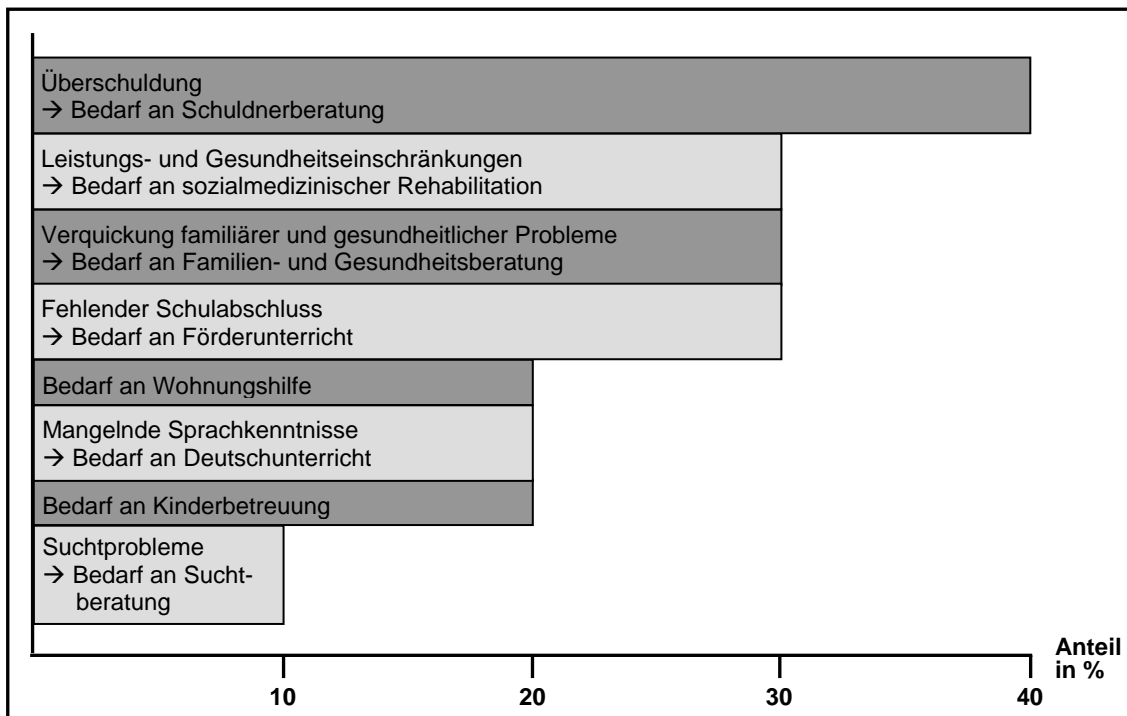 Überschuldung
→ Bedarf an Schuldnerberatung
Leistungs- und Gesundheitseinschränkungen
→ Bedarf an sozialmedizinischer Rehabilitation
Verquickung familiärer und gesundheitlicher Probleme
→ Bedarf an Familien- und Gesundheitsberatung
Fehlender Schulabschluss
→ Bedarf an Förderunterricht
Bedarf an Wohnungshilfe
Mangelnde Sprachkenntnisse
→ Bedarf an Deutschunterricht
Bedarf an Kinderbetreuung
Suchtprobleme
→ Bedarf an Sucht-
beratung
Anteil
in %
10 20 30 40